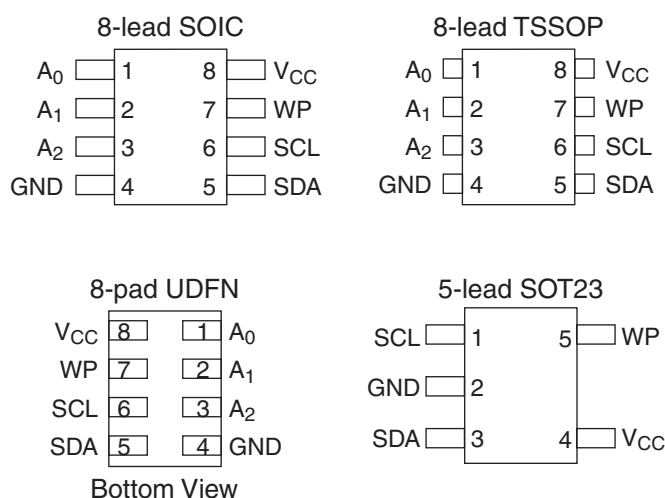 8-lead SOIC
A0 1 8 VCC
A1 2 7 WP
A2 3 6 SCL
GND 4 5 SDA
8-lead TSSOP
A0 1 8 VCC
A1 2 7 WP
A2 3 6 SCL
GND 4 5 SDA
8-pad UDFN
VCC 8 1 A0
WP 7 2 A1
SCL 6 3 A2
SDA 5 4 GND
Bottom View
5-lead SOT23
SCL 1 5 WP
GND 2
SDA 3 4 VCC